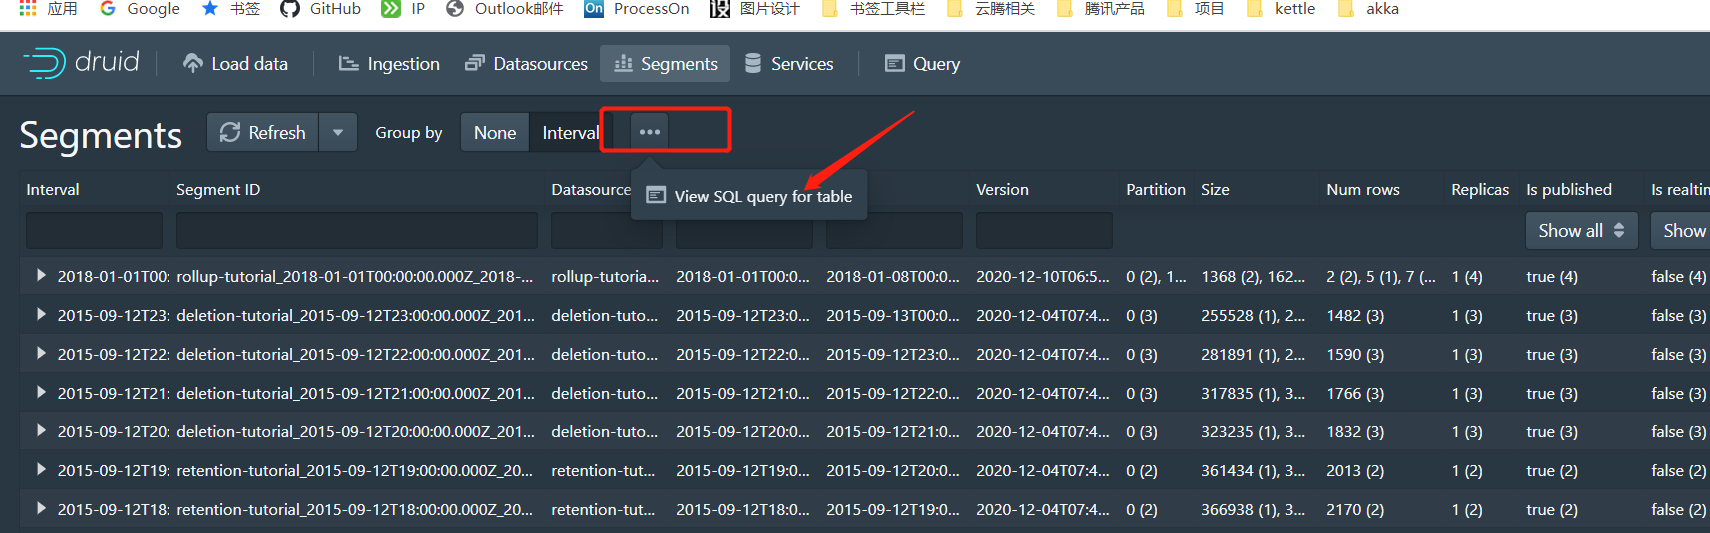 应用 Google 书签 GitHub IP Outlook邮件 On ProcessOn 设 图片设计 书签工具栏 云腾相关 腾讯产品 项目 kettle akka
druid Load data Ingestion Datasources Segments Services Query
Segments Refresh Group by None Interval •••
View SQL query for table
Interval Segment ID Datasource Version Partition Size Num rows Replicas Is published Is realtim
Show all Show
2018-01-01T00: rollup-tutorial_2018-01-01T00:00:00.000Z_2018-... rollup-tutoria... 2018-01-01T00:0... 2018-01-08T00:0... 2020-12-10T06:5... 0 (2), 1... 1368 (2), 162... 2 (2), 5 (1), 7 (... 1 (4) true (4) false (4)
2015-09-12T23: deletion-tutorial_2015-09-12T23:00:00.000Z_201... deletion-tuto... 2015-09-12T23:0... 2015-09-13T00:0... 2020-12-04T07:4... 0 (3) 255528 (1), 2... 1482 (3) 1 (3) true (3) false (3)
2015-09-12T22: deletion-tutorial_2015-09-12T22:00:00.000Z_201... deletion-tuto... 2015-09-12T22:0... 2015-09-12T23:0... 2020-12-04T07:4... 0 (3) 281891 (1), 2... 1590 (3) 1 (3) true (3) false (3)
2015-09-12T21: deletion-tutorial_2015-09-12T21:00:00.000Z_201... deletion-tuto... 2015-09-12T21:0... 2015-09-12T22:0... 2020-12-04T07:4... 0 (3) 317835 (1), 3... 1766 (3) 1 (3) true (3) false (3)
2015-09-12T20: deletion-tutorial_2015-09-12T20:00:00.000Z_201... deletion-tuto... 2015-09-12T20:0... 2015-09-12T21:0... 2020-12-04T07:4... 0 (3) 323235 (1), 3... 1832 (3) 1 (3) true (3) false (3)
2015-09-12T19: retention-tutorial_2015-09-12T19:00:00.000Z_20... retention-tut... 2015-09-12T19:0... 2015-09-12T20:0... 2020-12-04T07:4... 0 (2) 361434 (1), 3... 2013 (2) 1 (2) true (2) false (2)
2015-09-12T18: retention-tutorial_2015-09-12T18:00:00.000Z_20... retention-tut... 2015-09-12T18:0... 2015-09-12T19:0... 2020-12-04T07:4... 0 (2) 366938 (1), 3... 2170 (2) 1 (2) true (2) false (2)